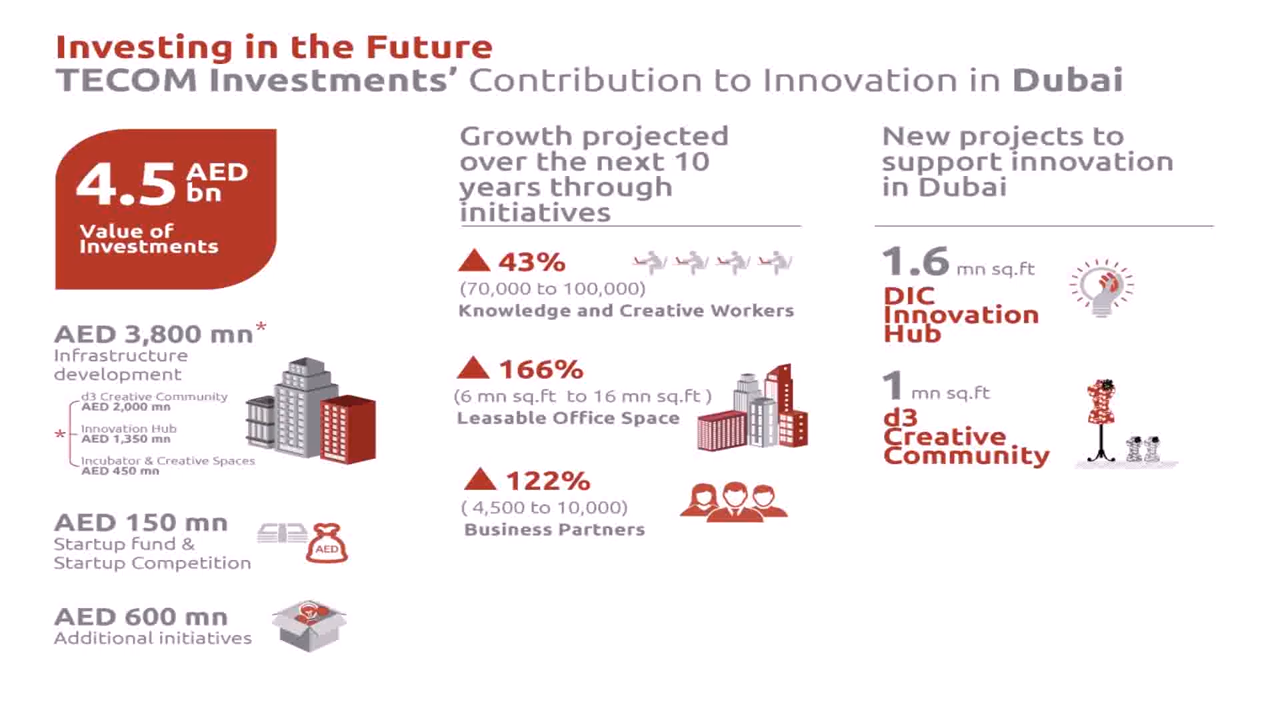 Investing in the Future
TECOM Investments' Contribution to Innovation in Dubai
4.5 AED bn
Value of
Investments
AED 3,800 mn*
Infrastructure
development
d3 Creative Community
AED 2,000 mn
*
Innovation Hub
AED 1,350 mn
Incubator & Creative Spaces
AED 450 mn
AED 150 mn
Startup fund &
Startup Competition
AED
AED 600 mn
Additional initiatives
Growth projected
over the next 10
years through
initiatives
43%
(70,000 to 100,000)
Knowledge and Creative Workers
166%
(6 mn sq.ft to 16 mn sq.ft )
Leasable Office Space
122%
( 4,500 to 10,000)
Business Partners
New projects to
support innovation
in Dubai
1.6 mn sq.ft
DIC
Innovation
Hub
1 mn sq.ft
d3
Creative
Community